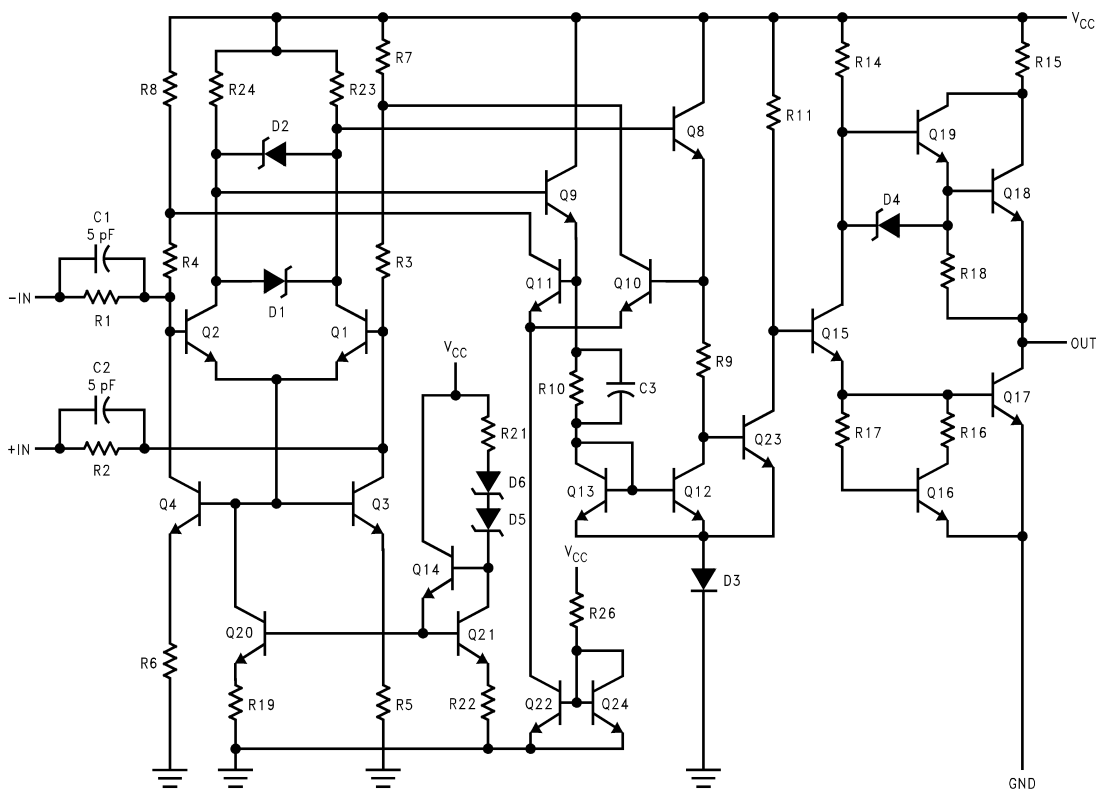 VCC
R8
R24
R23
R7
R14
R15
D2
Q8
R11
Q19
Q9
Q18
C1
5 pF
D4
R4
R3
Q11
Q10
R18
-IN
R1
D1
Q2
Q1
Q15
OUT
VCC
C2
5 pF
R9
R10
C3
Q17
R21
R17
R16
+IN
R2
Q23
D6
Q4
Q3
D5
Q13
Q12
Q16
VCC
Q14
D3
R26
Q20
Q21
R6
R19
R5
R22
Q22
Q24
GND